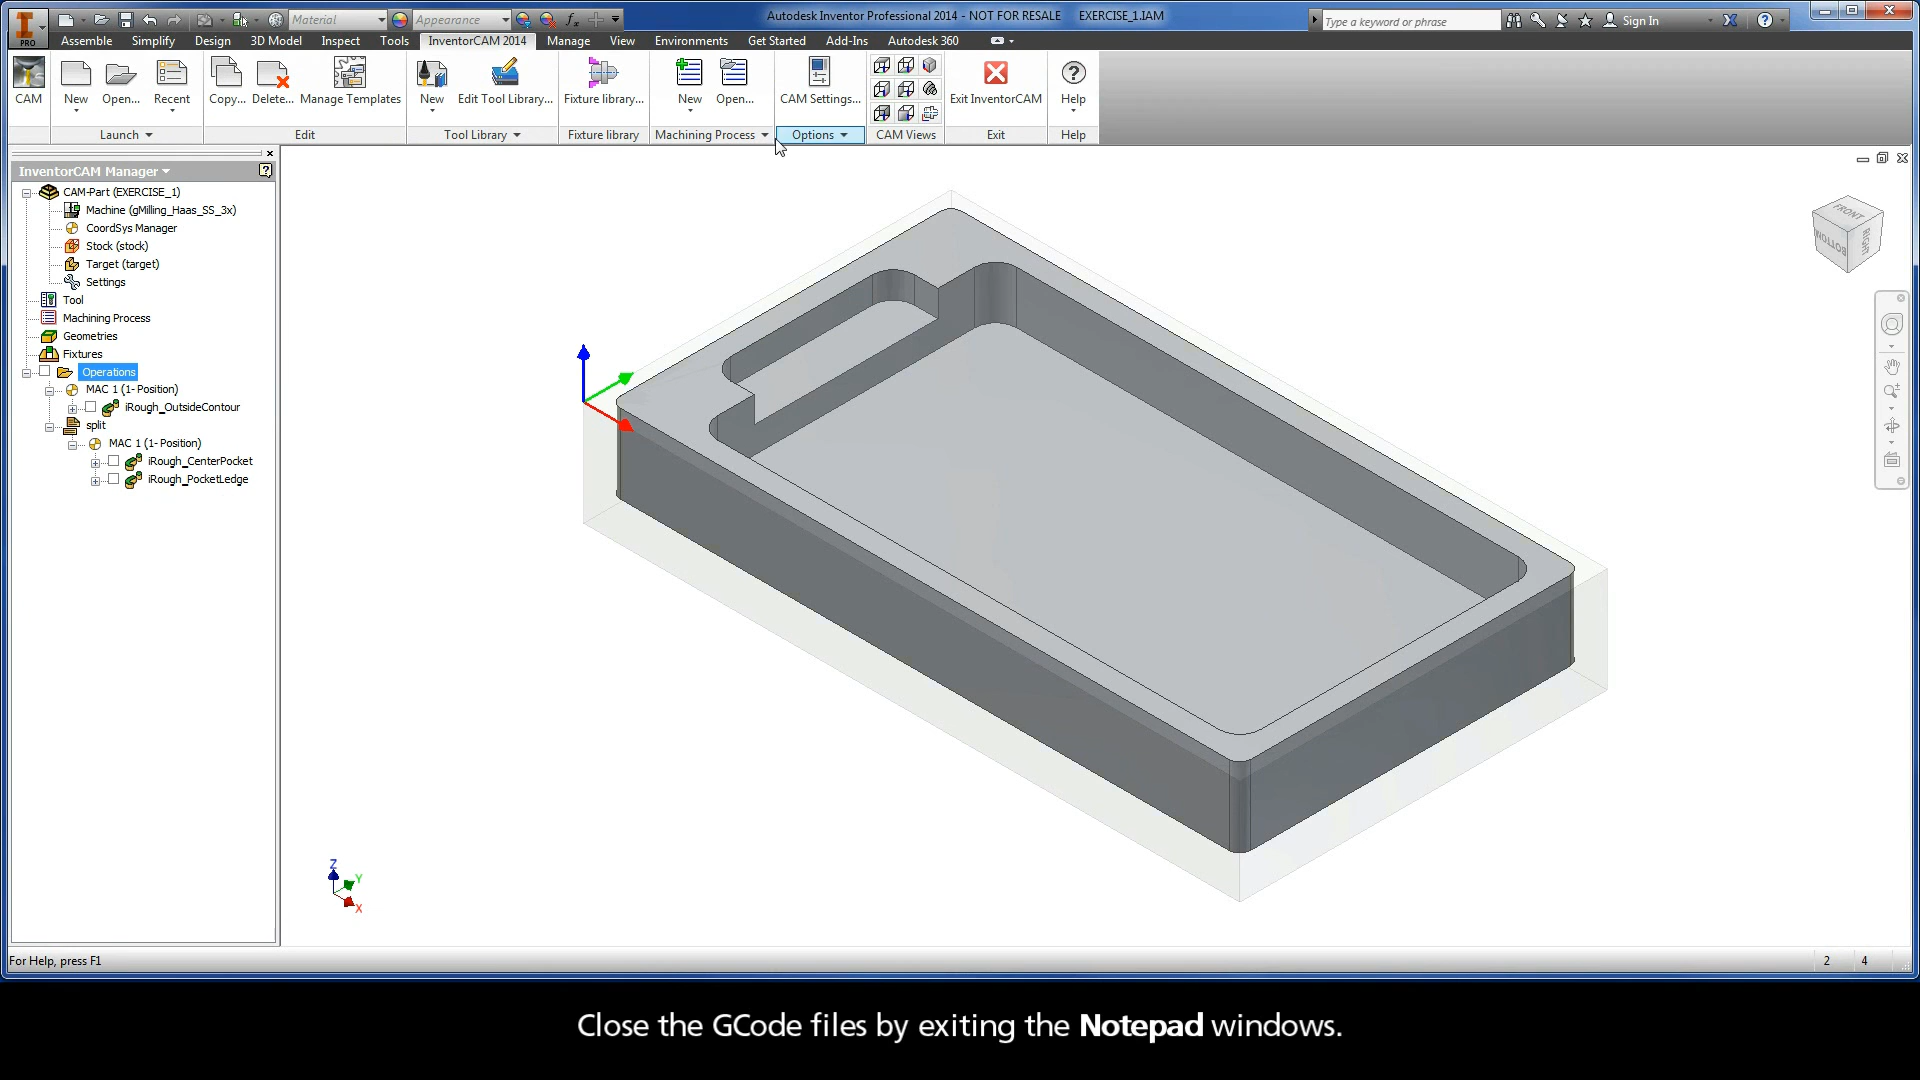 Material
Appearance
Autodesk Inventor Professional 2014 - NOT FOR RESALE EXERCISE_1.IAM
Type a keyword or phrase
Sign In
PRO
Assemble Simplify Design 3D Model Inspect Tools InventorCAM 2014 Manage View Environments Get Started Add-Ins Autodesk 360
CAM New Open... Recent Copy... Delete... Manage Templates New Edit Tool Library... Fixture library... New Open... CAM Settings... Exit InventorCAM Help
Launch Edit Tool Library Fixture library Machining Process Options CAM Views Exit Help
InventorCAM Manager
CAM-Part (EXERCISE_1)
Machine (gMilling_Haas_SS_3x)
CoordSys Manager
Stock (stock)
Target (target)
Settings
Tool
Machining Process
Geometries
Fixtures
Operations
MAC 1 (1- Position)
iRough_OutsideContour
split
MAC 1 (1- Position)
iRough_CenterPocket
iRough_PocketLedge
FRONT
BOTTOM
RIGHT
Z
Y
X
For Help, press F1
2 4
Close the GCode files by exiting the Notepad windows.